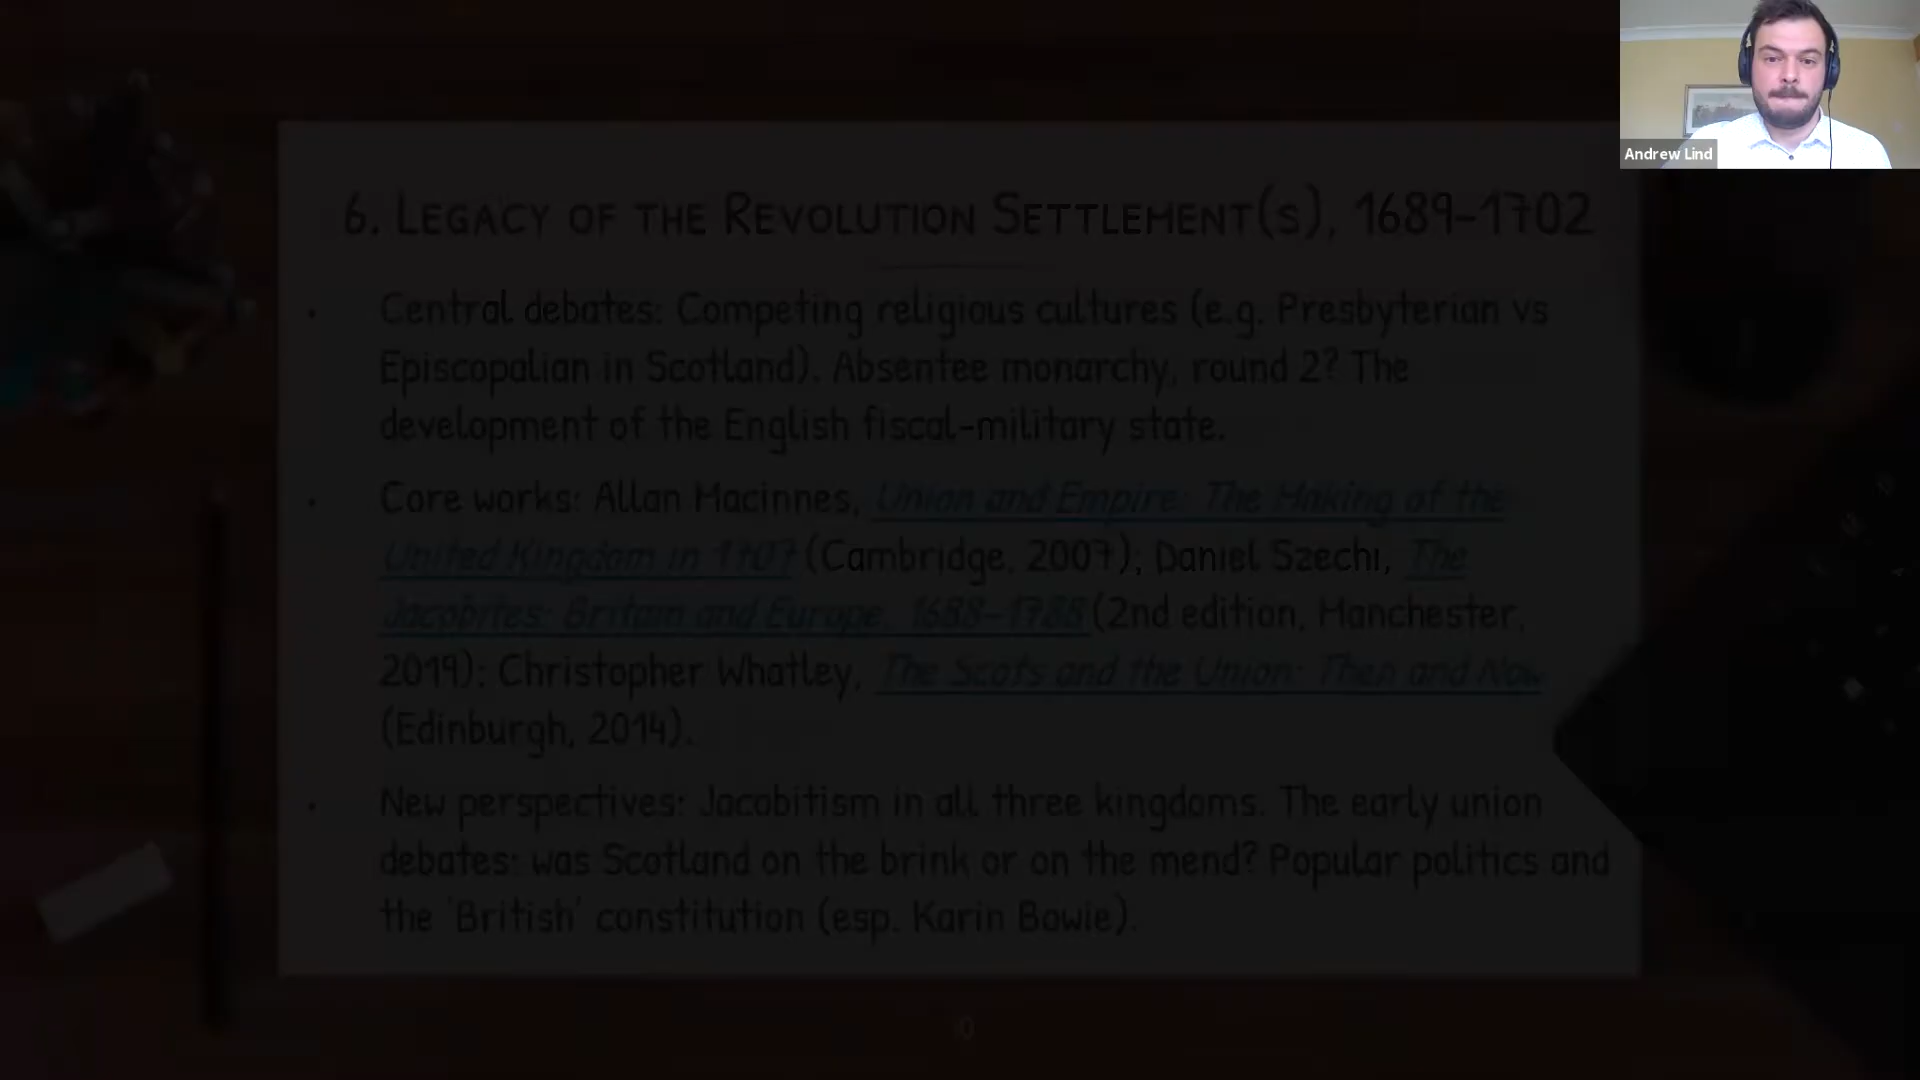 Andrew Lind
6. Legacy of the Revolution Settlement(s), 1689–1702
• Central debates: Competing religious cultures (e.g. Presbyterian vs
Episcopalian in Scotland). Absentee monarchy, round 2? The
development of the English fiscal-military state.
• Core works: Allan Macinnes, Union and Empire: The Making of the
United Kingdom in 1707 (Cambridge, 2007); Daniel Szechi, The
Jacobites: Britain and Europe, 1688–1788 (2nd edition, Manchester,
2019); Christopher Whatley, The Scots and the Union: Then and Now
(Edinburgh, 2014).
• New perspectives: Jacobitism in all three kingdoms. The early union
debates: was Scotland on the brink or on the mend? Popular politics and
the 'British' constitution (esp. Karin Bowie).